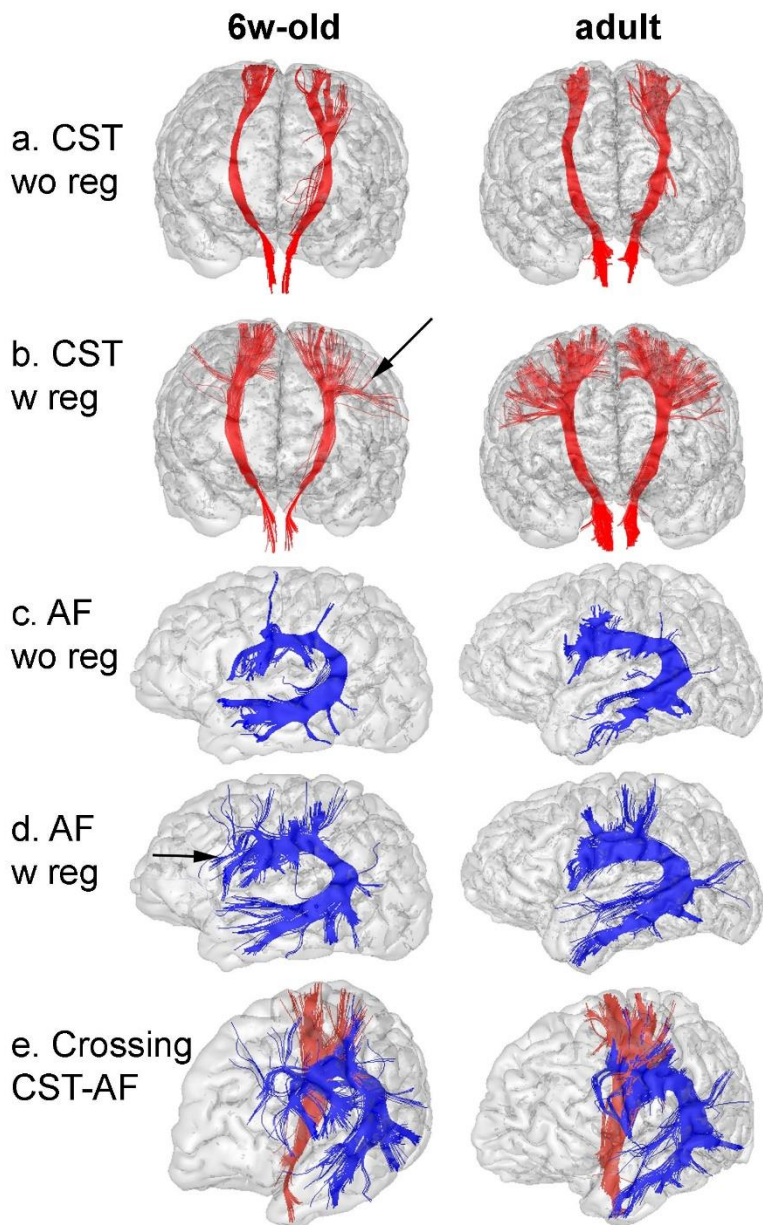 6w-old adult
a. CST
wo reg
b. CST
w reg
c. AF
wo reg
d. AF
w reg
e. Crossing
CST-AF